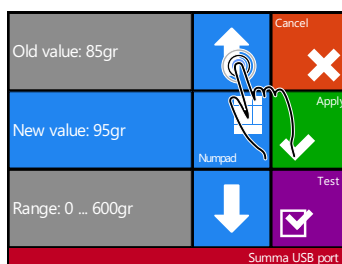 Old value: 85gr
Cancel
New value: 95gr
Numpad
Apply
Range: 0 ... 600gr
Test
Summa USB port